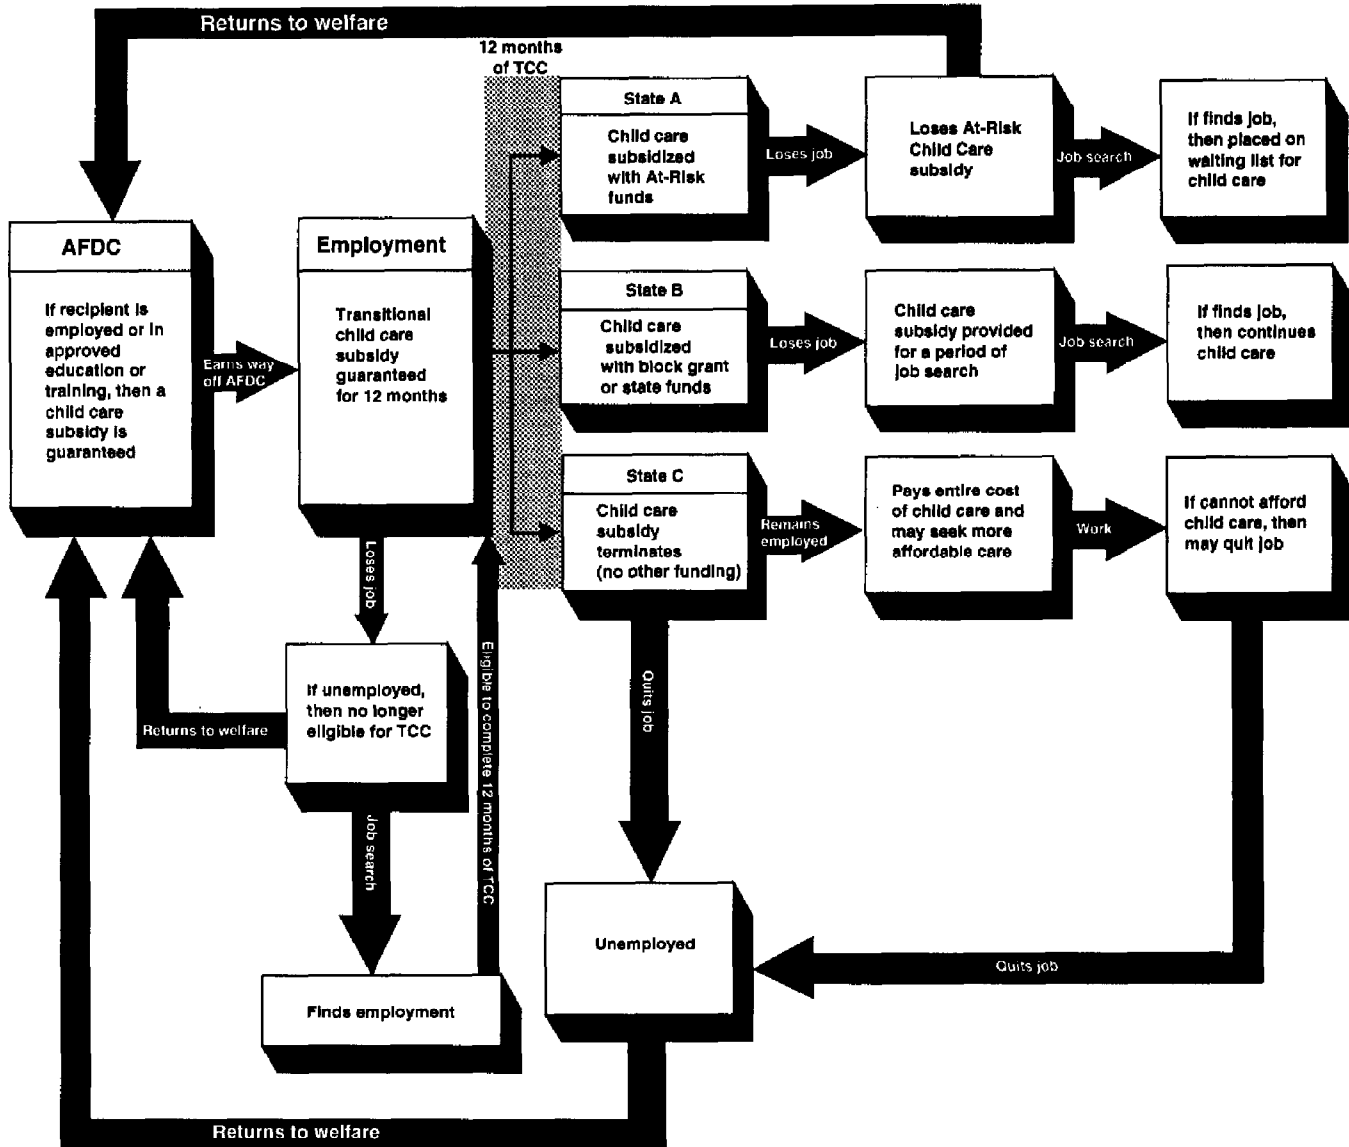 Returns to welfare
12 months
of TCC
State A
Child care
subsidized
with At-Risk
funds
Loses job
Loses At-Risk
Child Care
subsidy
Job search
If finds job,
then placed on
waiting list for
child care
AFDC
If recipient is
employed or in
approved
education or
training, then a
child care
subsidy is
guaranteed
Earns way
off AFDC
Employment
Transitional
child care
subsidy
guaranteed
for 12 months
State B
Child care
subsidized
with block grant
or state funds
Loses job
Child care
subsidy provided
for a period of
job search
Job search
If finds job,
then continues
child care
State C
Child care
subsidy
terminates
(no other funding)
Remains
employed
Pays entire cost
of child care and
may seek more
affordable care
Work
If cannot afford
child care, then
may quit job
Loses job
If unemployed,
then no longer
eligible for TCC
Returns to welfare
Job search
Eligible to complete 12 months of TCC
Finds employment
Quits job
Unemployed
Quits job
Returns to welfare